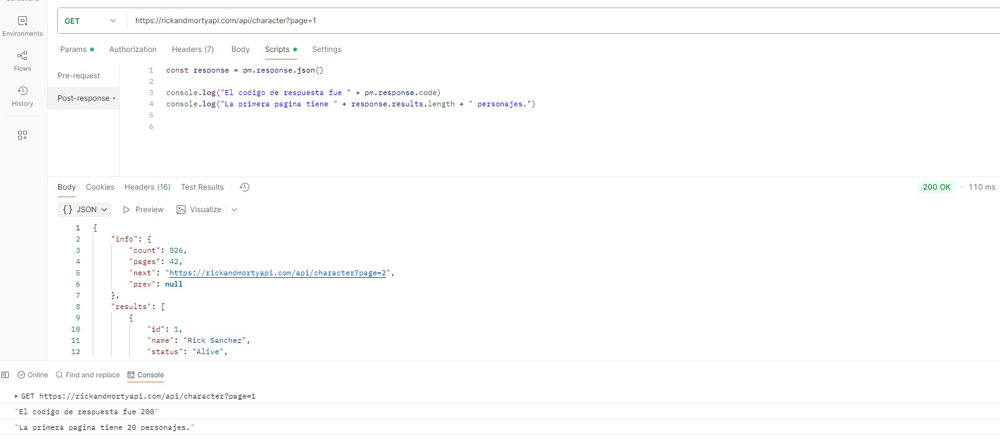 Environments
Flows
History
GET
https://rickandmortyapi.com/api/character?page=1
Params Authorization Headers (7) Body Scripts Settings
Pre-request
Post-response
1 const response = pm.response.json()
2
3 console.log("El codigo de respuesta fue " + pm.response.code)
4 console.log("La primera pagina tiene " + response.results.length + " personajes.")
5
6
Body Cookies Headers (16) Test Results
200 OK • 110 ms
{} JSON Preview Visualize
1 {
2 "info": {
3 "count": 826,
4 "pages": 42,
5 "next": "https://rickandmortyapi.com/api/character?page=2",
6 "prev": null
7 },
8 "results": [
9 {
10 "id": 1,
11 "name": "Rick Sanchez",
12 "status": "Alive",
Online Find and replace Console
GET https://rickandmortyapi.com/api/character?page=1
"El codigo de respuesta fue 200"
"La primera pagina tiene 20 personajes."